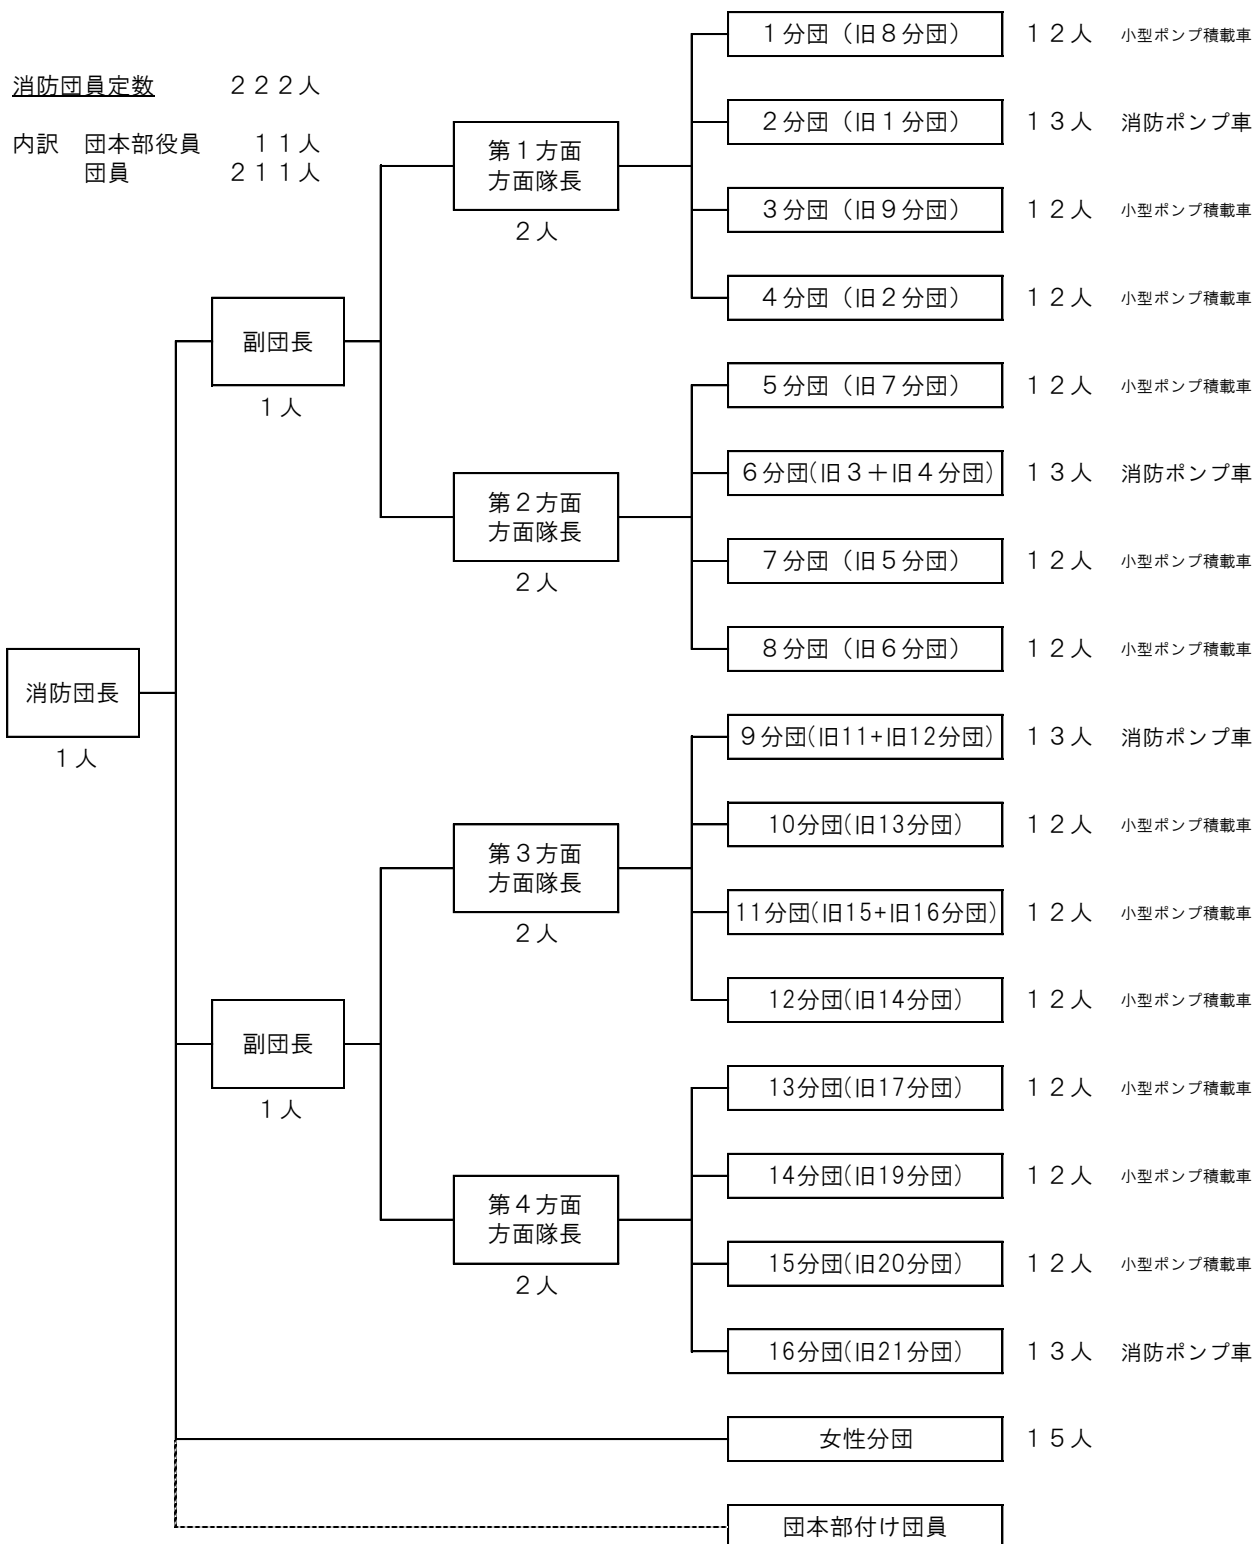 消防団員定数　２２２人
内訳　団本部役員　１１人
団員　２１１人
消防団長
１人
副団長
１人
第１方面
方面隊長
２人
１分団（旧８分団）　１２人　小型ポンプ積載車
２分団（旧１分団）　１３人　消防ポンプ車
３分団（旧９分団）　１２人　小型ポンプ積載車
４分団（旧２分団）　１２人　小型ポンプ積載車
第２方面
方面隊長
２人
５分団（旧７分団）　１２人　小型ポンプ積載車
６分団(旧３＋旧４分団)　１３人　消防ポンプ車
７分団（旧５分団）　１２人　小型ポンプ積載車
８分団（旧６分団）　１２人　小型ポンプ積載車
副団長
１人
第３方面
方面隊長
２人
９分団(旧11+旧12分団)　１３人　消防ポンプ車
10分団(旧13分団)　１２人　小型ポンプ積載車
11分団(旧15+旧16分団)　１２人　小型ポンプ積載車
12分団(旧14分団)　１２人　小型ポンプ積載車
第４方面
方面隊長
２人
13分団(旧17分団)　１２人　小型ポンプ積載車
14分団(旧19分団)　１２人　小型ポンプ積載車
15分団(旧20分団)　１２人　小型ポンプ積載車
16分団(旧21分団)　１３人　消防ポンプ車
女性分団　１５人
団本部付け団員